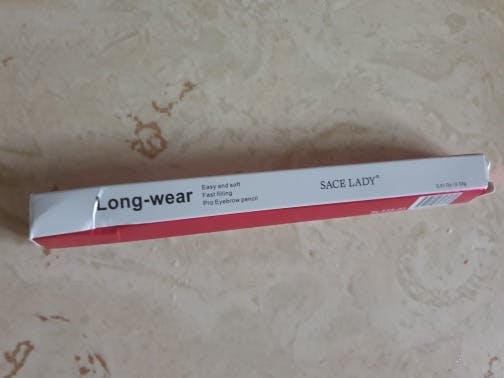 Long-wear
Easy and soft
Fast filling
Pro Eyebrow pencil
SACE LADY®